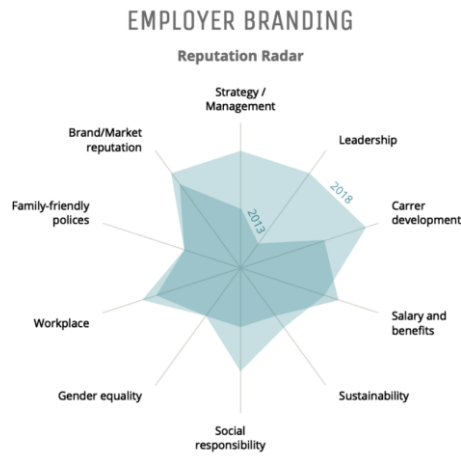 EMPLOYER BRANDING
Reputation Radar
Strategy /
Management
Brand/Market
reputation
Leadership
Family-friendly
polices
2018
2013
Carrer
development
Workplace
Salary and
benefits
Gender equality
Sustainability
Social
responsibility